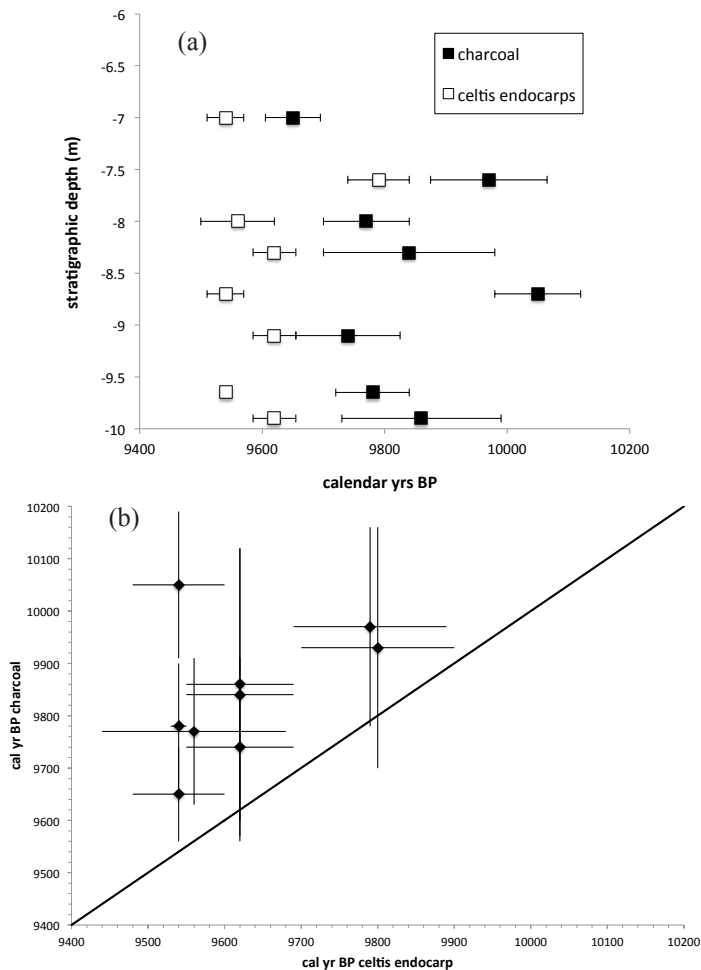 -6
(a)
charcoal
celtis endocarps
-6.5
-7
-7.5
-8
-8.5
-9
-9.5
-10
stratigraphic depth (m)
9400 9600 9800 10000 10200
calendar yrs BP
(b)
10200
10100
10000
9900
9800
9700
9600
9500
9400
cal yr BP charcoal
9400 9500 9600 9700 9800 9900 10000 10100 10200
cal yr BP celtis endocarp